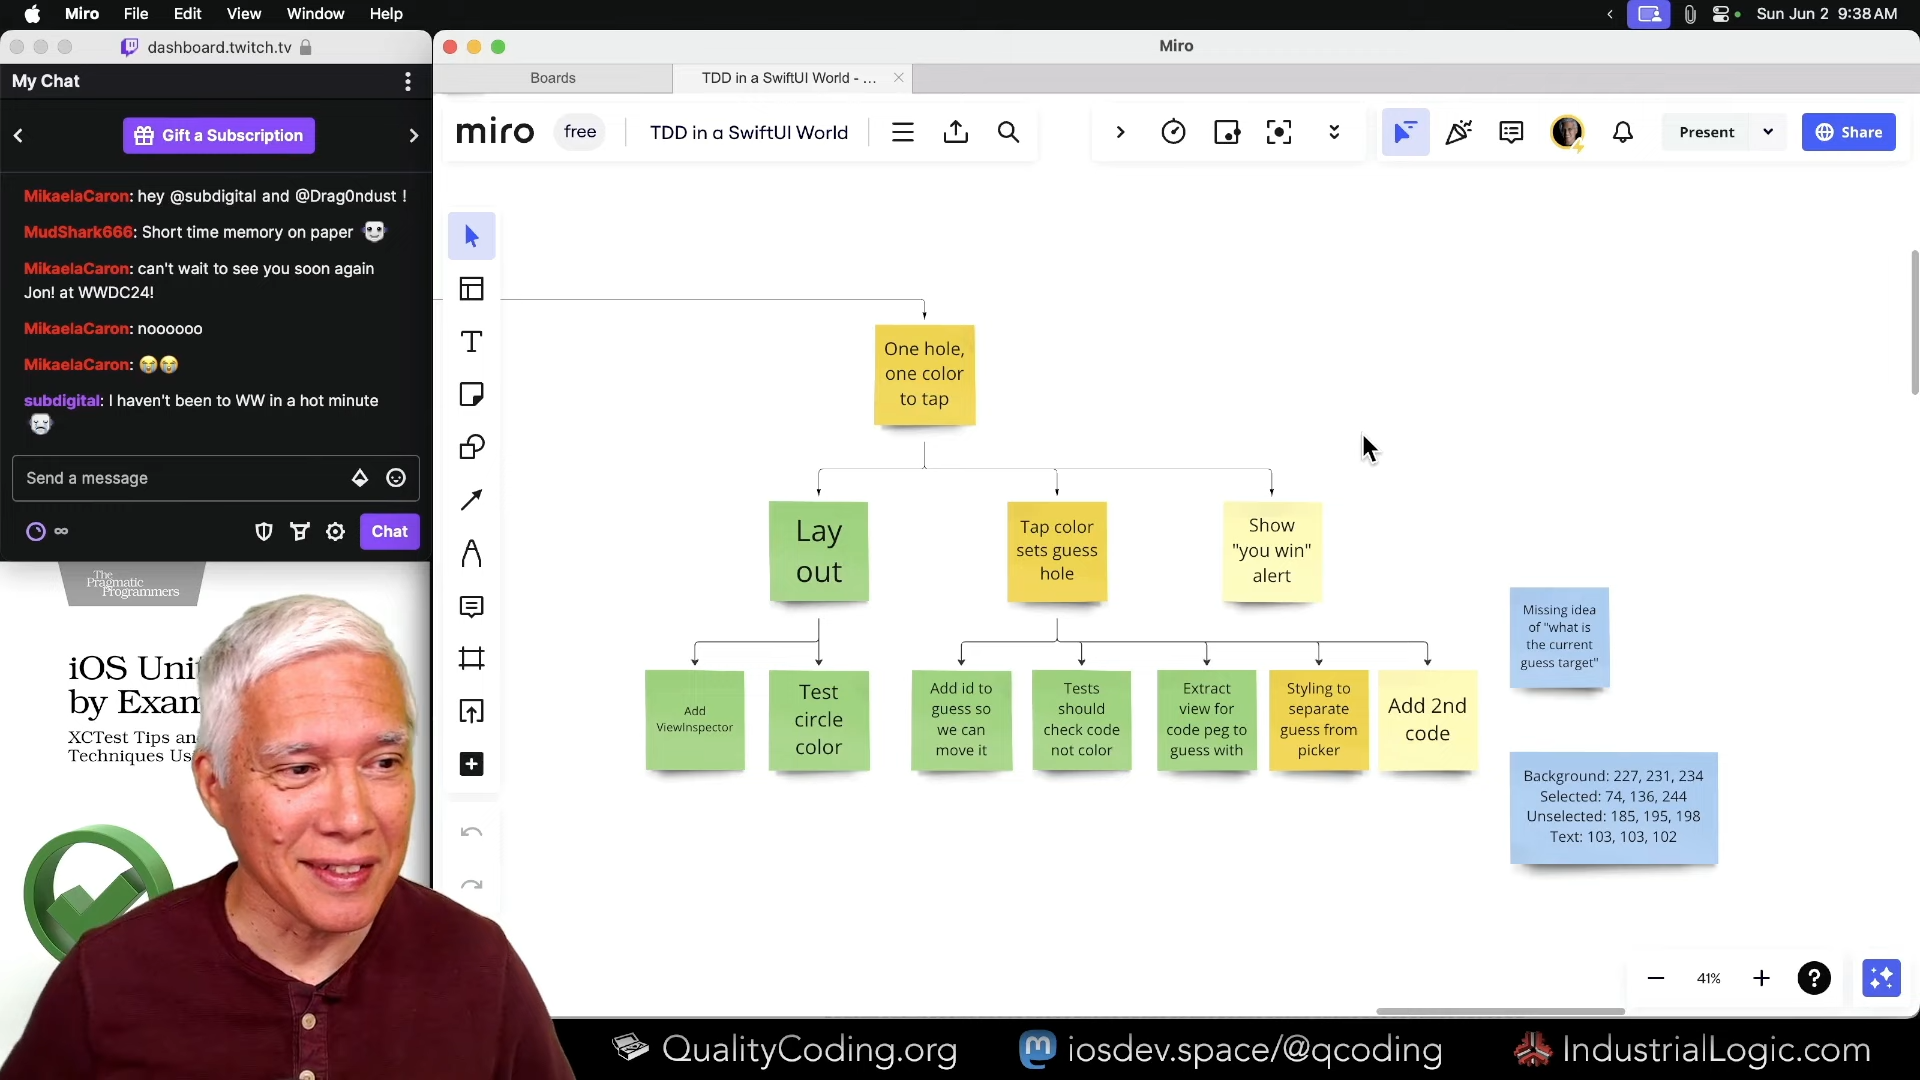 Miro File Edit View Window Help
Sun Jun 2 9:38 AM
dashboard.twitch.tv
Miro
My Chat
Boards
TDD in a SwiftUI World - ...
Gift a Subscription
miro
free
TDD in a SwiftUI World
Present
Share
MikaelaCaron: hey @subdigital and @Drag0ndust !
MudShark666: Short time memory on paper
MikaelaCaron: can't wait to see you soon again
Jon! at WWDC24!
MikaelaCaron: noooooo
MikaelaCaron: 😭😭
subdigital: I haven't been to WW in a hot minute
Send a message
Chat
One hole,
one color
to tap
Lay
out
Tap color
sets guess
hole
Show
"you win"
alert
Add
ViewInspector
Test
circle
color
Add id to
guess so
we can
move it
Tests
should
check code
not color
Extract
view for
code peg to
guess with
Styling to
separate
guess from
picker
Add 2nd
code
Missing idea
of "what is
the current
guess target"
Background: 227, 231, 234
Selected: 74, 136, 244
Unselected: 185, 195, 198
Text: 103, 103, 102
41%
The
Pragmatic
Programmers
iOS Unit
by Exam
XCTest Tips an
Techniques Us
QualityCoding.org
iosdev.space/@qcoding
IndustrialLogic.com